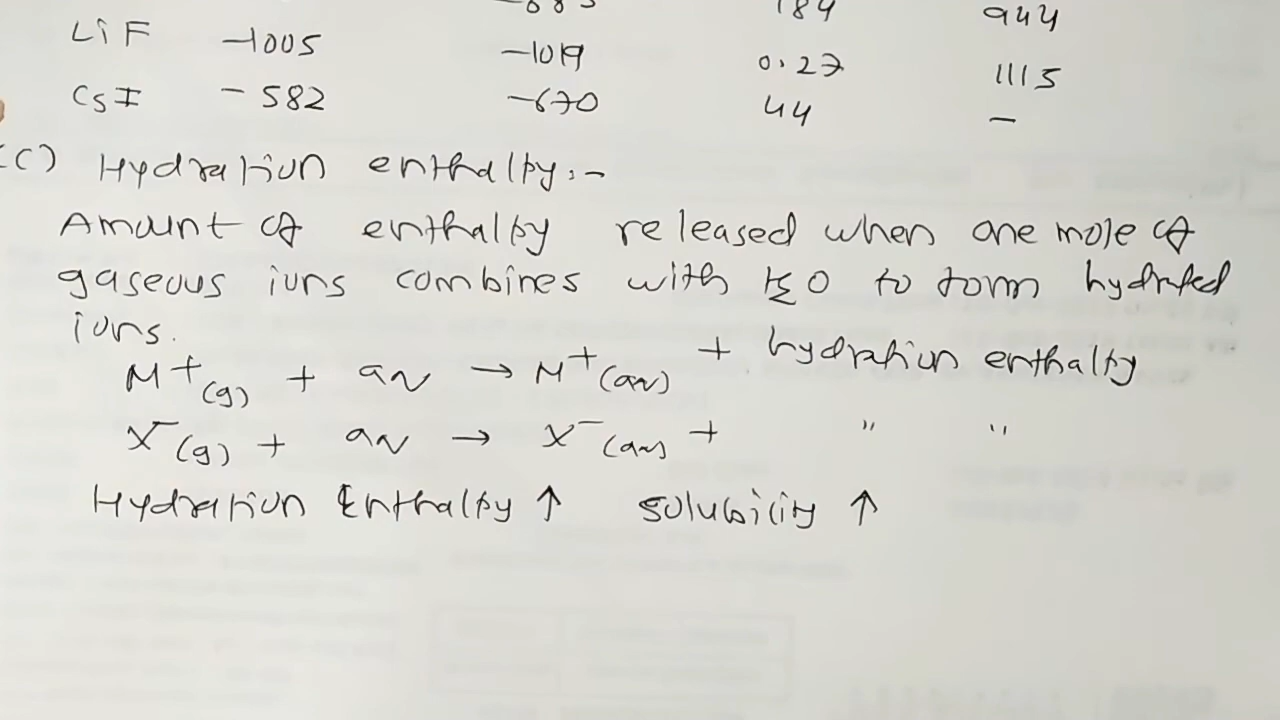 184 944
LiF -1005 -1019 0.27 1115
CsI -582 -670 44 -
(C) Hydration enthalpy:-
Amount of enthalpy released when one mole of
gaseous ions combines with H2O to form hydrated
ions.
M+(g) + aq → M+(aq) + hydration enthalpy
X-(g) + aq → X-(aq) + " "
Hydration Enthalpy ↑ solubility ↑